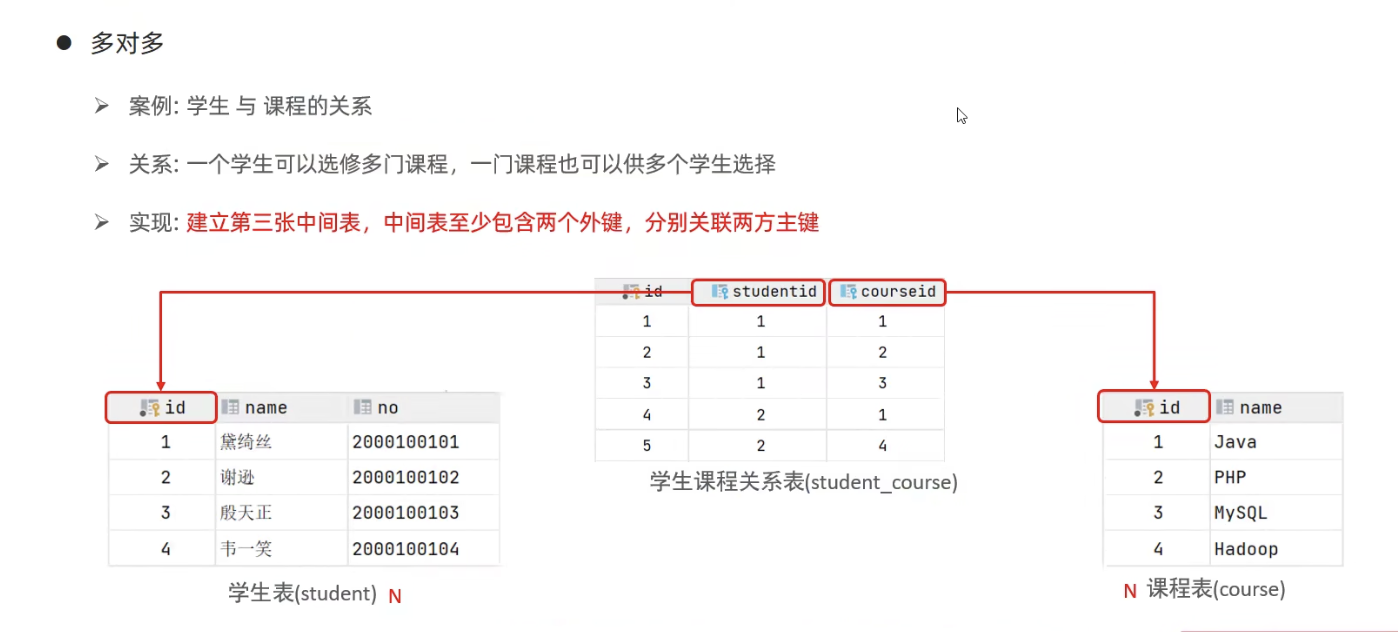 多对多
案例: 学生 与 课程的关系
关系: 一个学生可以选修多门课程，一门课程也可以供多个学生选择
实现: 建立第三张中间表，中间表至少包含两个外键，分别关联两方主键
id studentid courseid
1 1 1
2 1 2
3 1 3
4 2 1
5 2 4
学生课程关系表(student_course)
id name no
1 黛绮丝 2000100101
2 谢逊 2000100102
3 殷天正 2000100103
4 韦一笑 2000100104
学生表(student) N
id name
1 Java
2 PHP
3 MySQL
4 Hadoop
N 课程表(course)